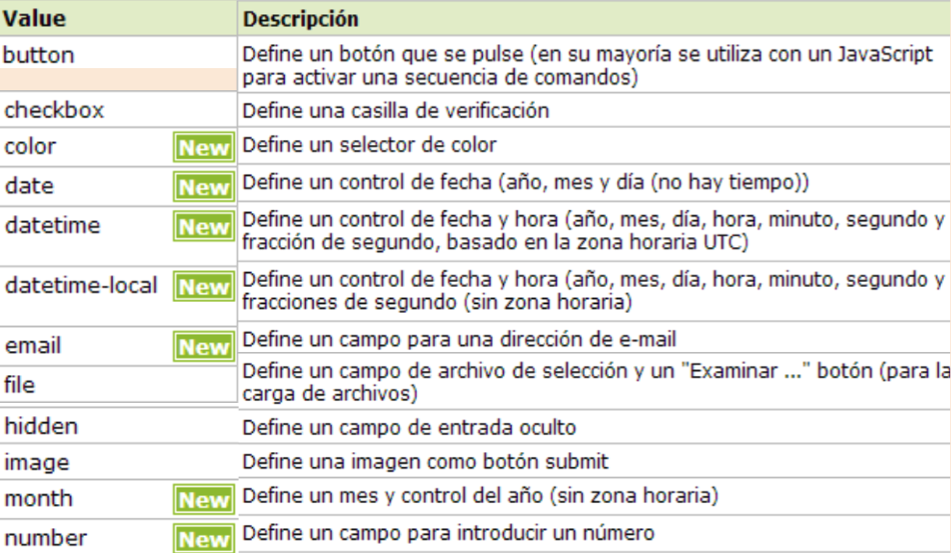 Value Descripción
button Define un botón que se pulse (en su mayoría se utiliza con un JavaScript
para activar una secuencia de comandos)
checkbox Define una casilla de verificación
color New Define un selector de color
date New Define un control de fecha (año, mes y día (no hay tiempo))
datetime New Define un control de fecha y hora (año, mes, día, hora, minuto, segundo y
fracción de segundo, basado en la zona horaria UTC)
datetime-local New Define un control de fecha y hora (año, mes, día, hora, minuto, segundo y
fracciones de segundo (sin zona horaria)
email New Define un campo para una dirección de e-mail
file Define un campo de archivo de selección y un "Examinar ..." botón (para la
carga de archivos)
hidden Define un campo de entrada oculto
image Define una imagen como botón submit
month New Define un mes y control del año (sin zona horaria)
number New Define un campo para introducir un número